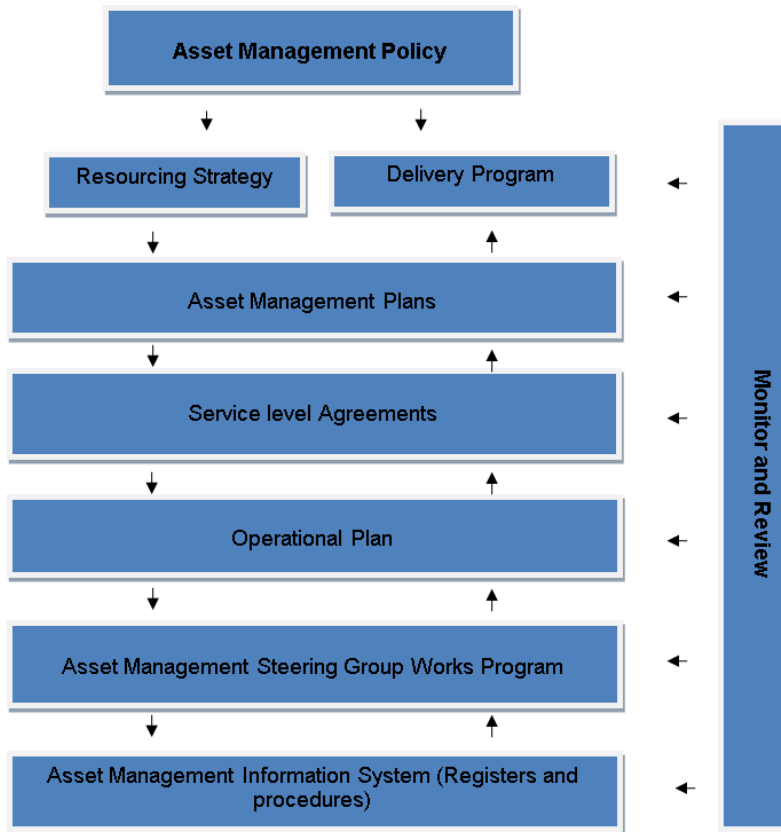 Asset Management Policy
Resourcing Strategy
Delivery Program
Asset Management Plans
Service level Agreements
Operational Plan
Asset Management Steering Group Works Program
Asset Management Information System (Registers and
procedures)
Monitor and Review